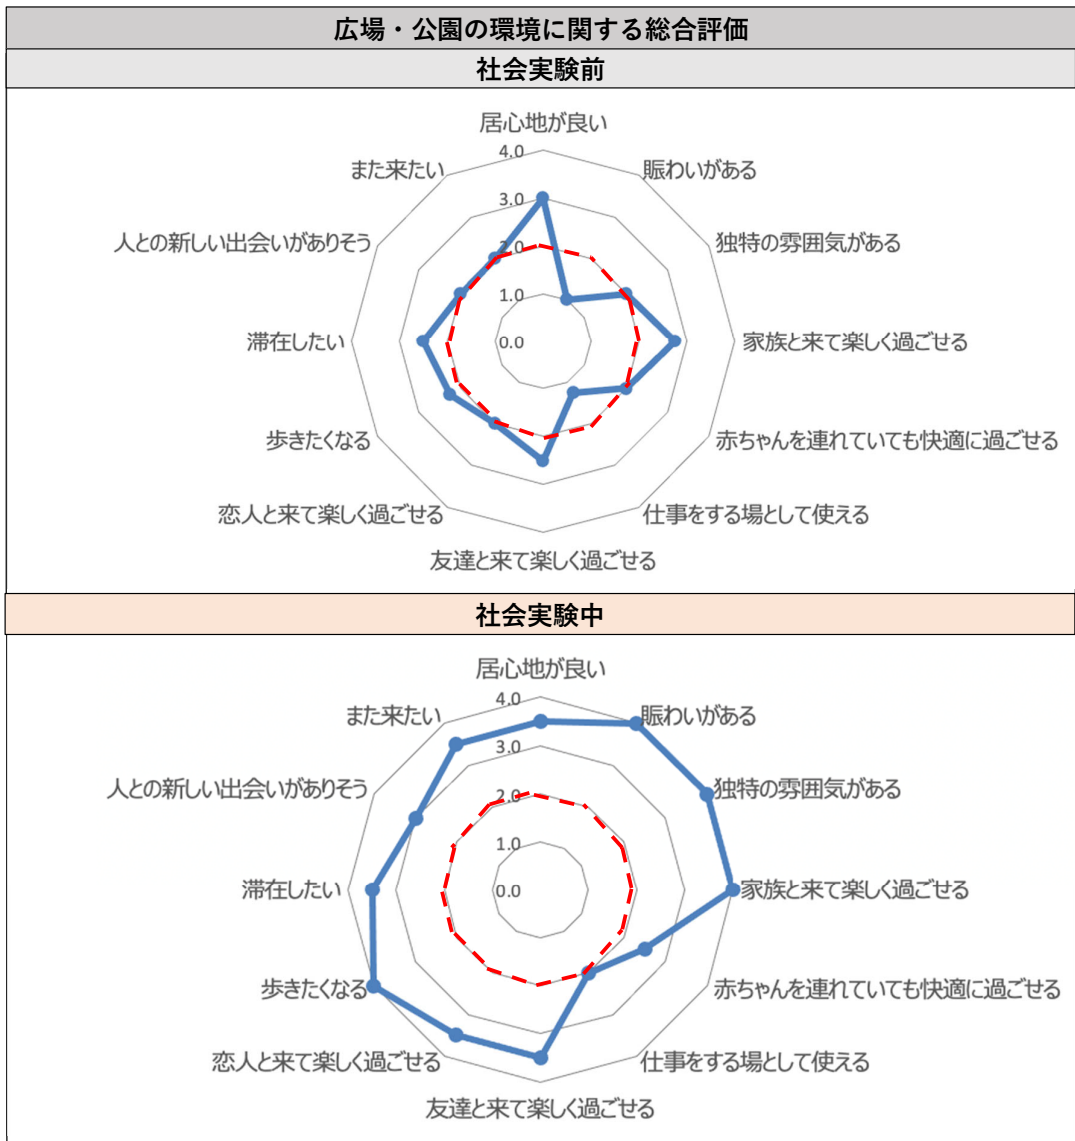 広場・公園の環境に関する総合評価
社会実験前
居心地が良い
4.0
また来たい
賑わいがある
3.0
人との新しい出会いがありそう
2.0
独特の雰囲気がある
1.0
滞在したい
0.0
家族と来て楽しく過ごせる
歩きたくなる
赤ちゃんを連れていても快適に過ごせる
恋人と来て楽しく過ごせる
仕事をする場として使える
友達と来て楽しく過ごせる
社会実験中
居心地が良い
4.0
また来たい
賑わいがある
3.0
人との新しい出会いがありそう
2.0
独特の雰囲気がある
1.0
滞在したい
0.0
家族と来て楽しく過ごせる
歩きたくなる
赤ちゃんを連れていても快適に過ごせる
恋人と来て楽しく過ごせる
仕事をする場として使える
友達と来て楽しく過ごせる